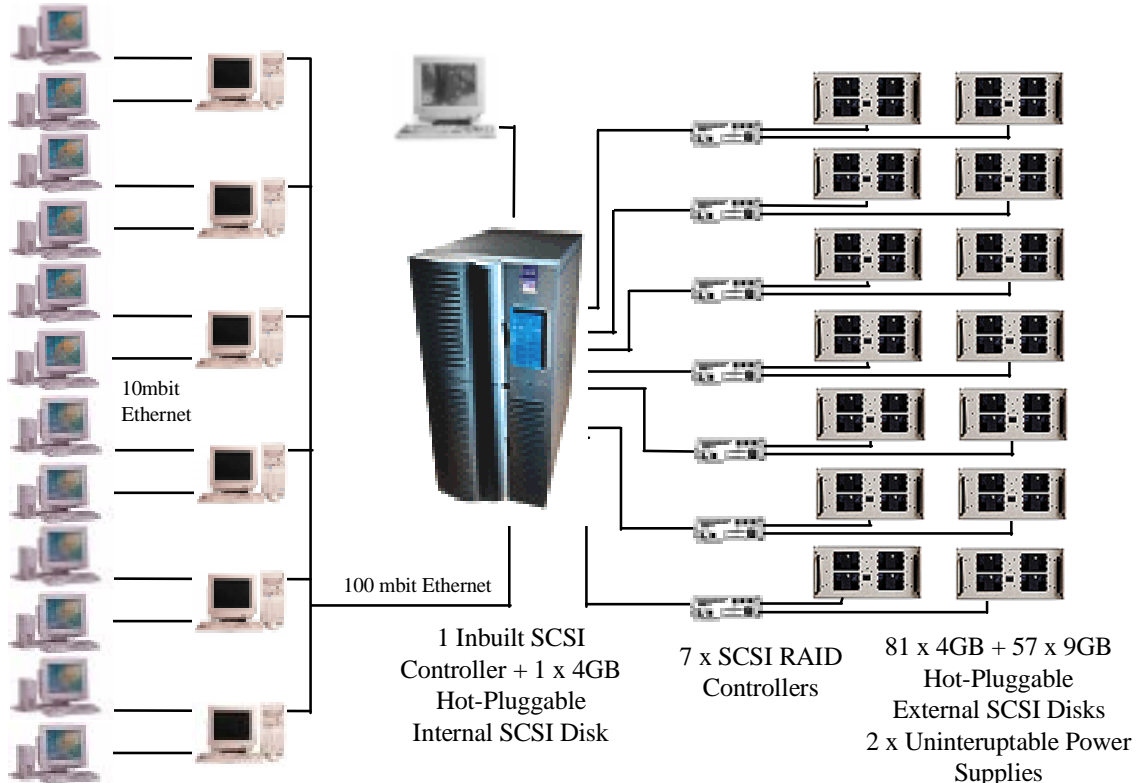 10mbit
Ethernet
100 mbit Ethernet
1 Inbuilt SCSI
Controller + 1 x 4GB
Hot-Pluggable
Internal SCSI Disk
7 x SCSI RAID
Controllers
81 x 4GB + 57 x 9GB
Hot-Pluggable
External SCSI Disks
2 x Uninteruptable Power
Supplies